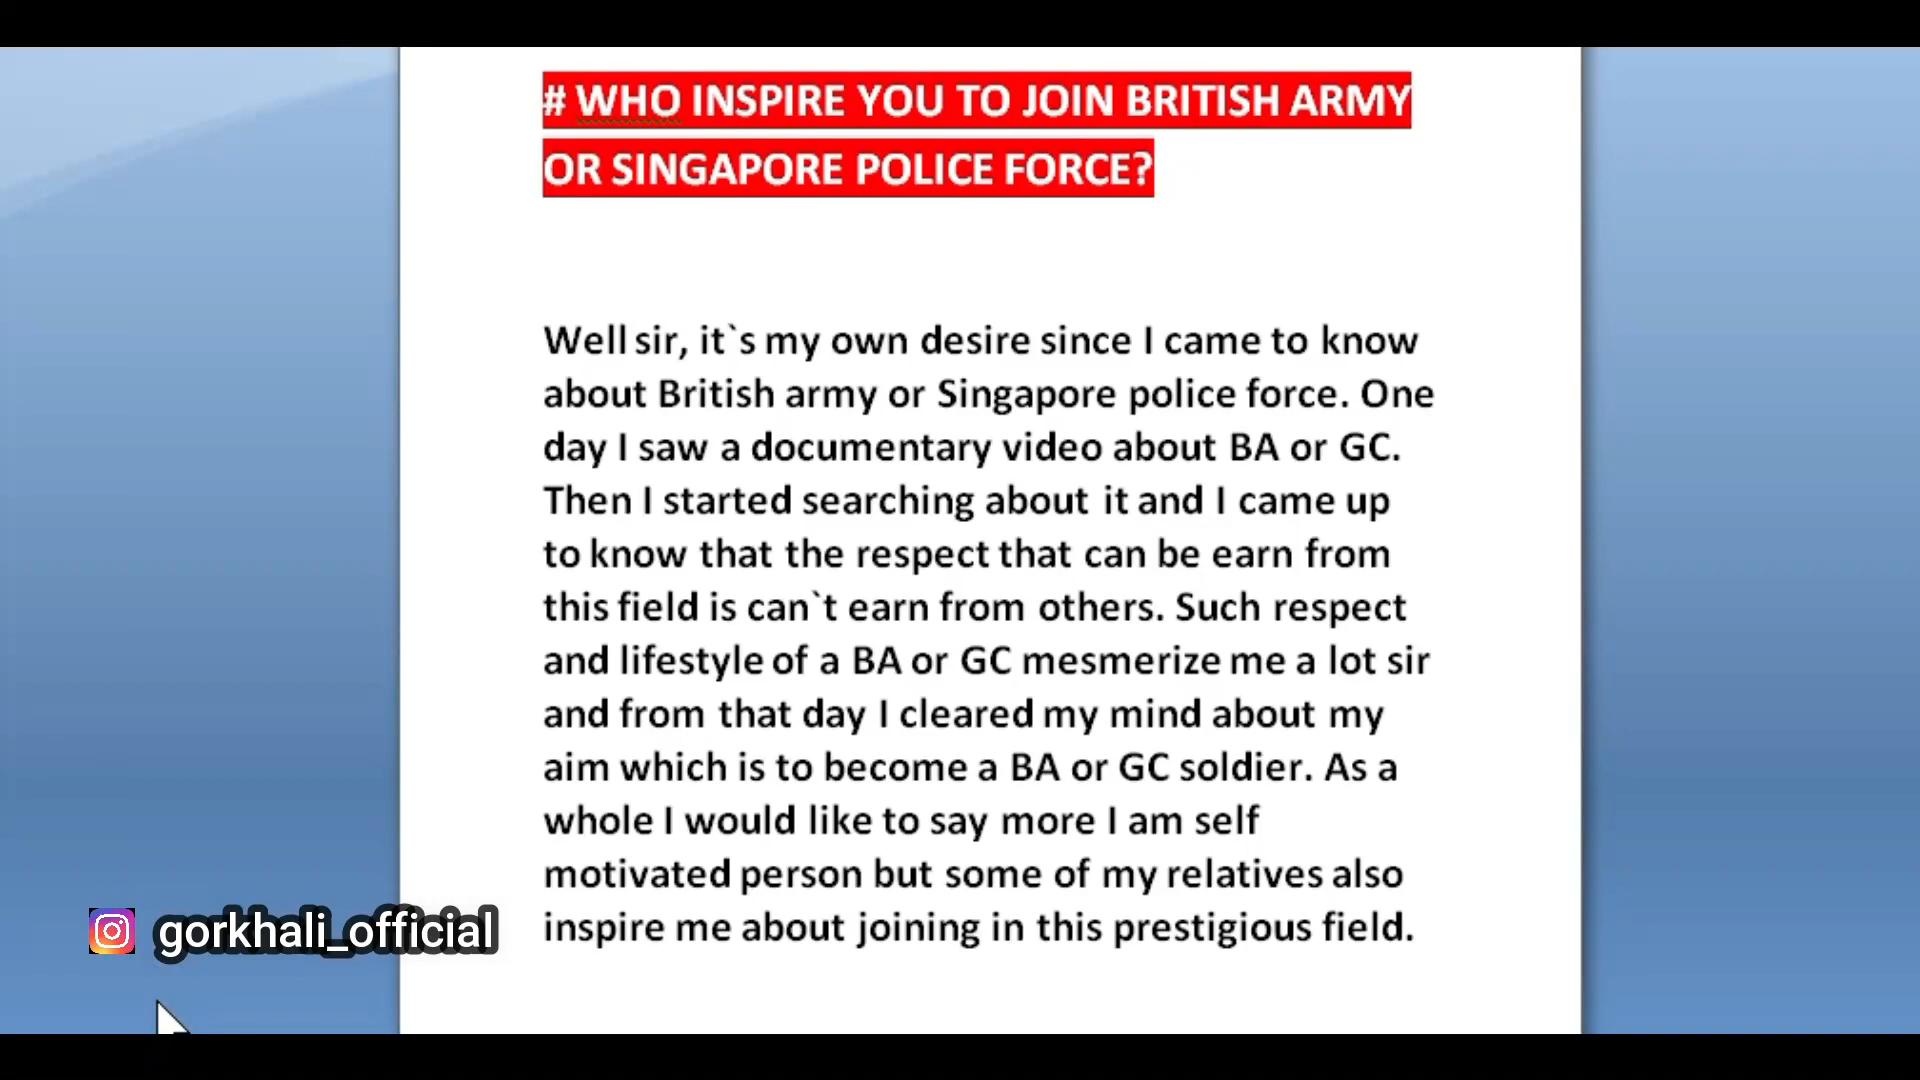 # WHO INSPIRE YOU TO JOIN BRITISH ARMY
OR SINGAPORE POLICE FORCE?
Well sir, it`s my own desire since I came to know
about British army or Singapore police force. One
day I saw a documentary video about BA or GC.
Then I started searching about it and I came up
to know that the respect that can be earn from
this field is can`t earn from others. Such respect
and lifestyle of a BA or GC mesmerize me a lot sir
and from that day I cleared my mind about my
aim which is to become a BA or GC soldier. As a
whole I would like to say more I am self
motivated person but some of my relatives also
inspire me about joining in this prestigious field.
gorkhali_official